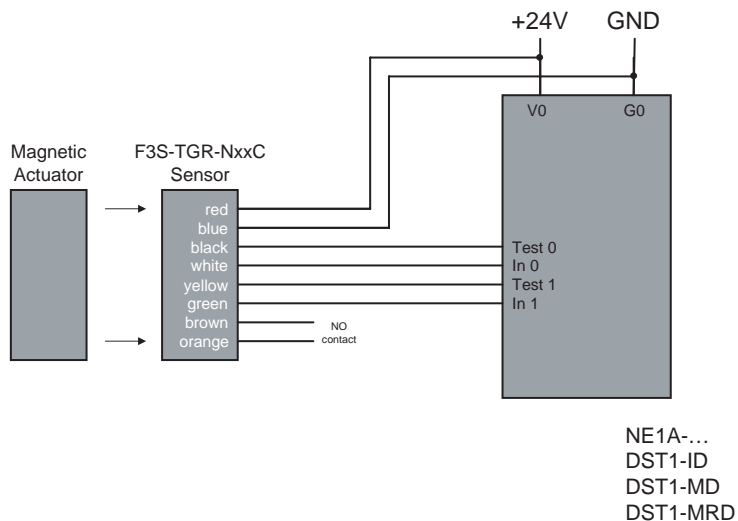 +24V GND
V0 G0
Magnetic
Actuator
F3S-TGR-NxxC
Sensor
red
blue
black
white
yellow
green
brown
orange
NO
contact
Test 0
In 0
Test 1
In 1
NE1A-…
DST1-ID
DST1-MD
DST1-MRD